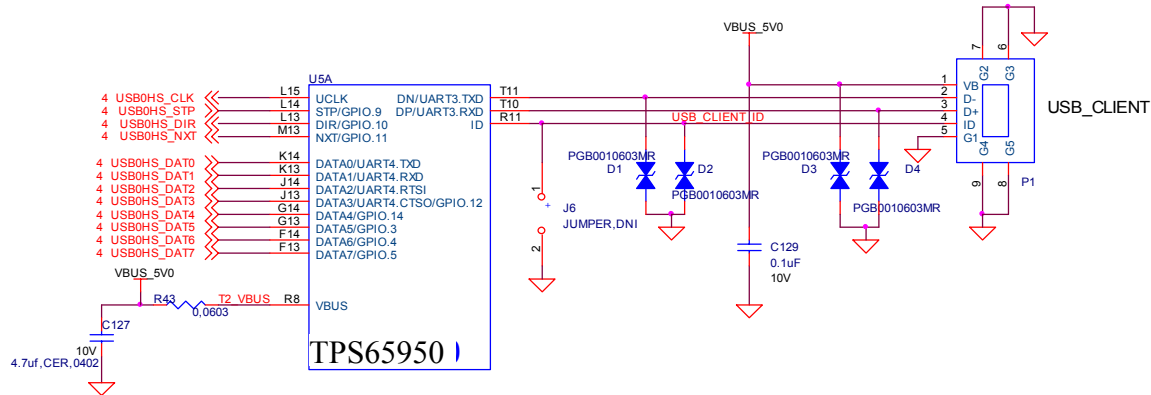 VBUS_5V0
7
6
G2
G3
U5A
4 USB0HS_CLK
L15
UCLK
DN/UART3.TXD
T11
1
VB
4 USB0HS_STP
L14
STP/GPIO.9
DP/UART3.RXD
T10
2
D-
4 USB0HS_DIR
L13
DIR/GPIO.10
ID
R11
USB_CLIENT_ID
3
D+
4 USB0HS_NXT
M13
NXT/GPIO.11
4
ID
5
G1
USB_CLIENT
G4
G5
9
8
P1
4 USB0HS_DAT0
K14
DATA0/UART4.TXD
4 USB0HS_DAT1
K13
DATA1/UART4.RXD
4 USB0HS_DAT2
J14
DATA2/UART4.RTSI
4 USB0HS_DAT3
J13
DATA3/UART4.CTSO/GPIO.12
4 USB0HS_DAT4
G14
DATA4/GPIO.14
4 USB0HS_DAT5
G13
DATA5/GPIO.3
4 USB0HS_DAT6
F14
DATA6/GPIO.4
4 USB0HS_DAT7
F13
DATA7/GPIO.5
PGB0010603MR
D1
D2
PGB0010603MR
PGB0010603MR
D3
D4
PGB0010603MR
1
+
J6
JUMPER,DNI
2
C129
0.1uF
10V
VBUS_5V0
R43
T2_VBUS
R8
VBUS
0,0603
C127
10V
4.7uf,CER,0402
TPS65950